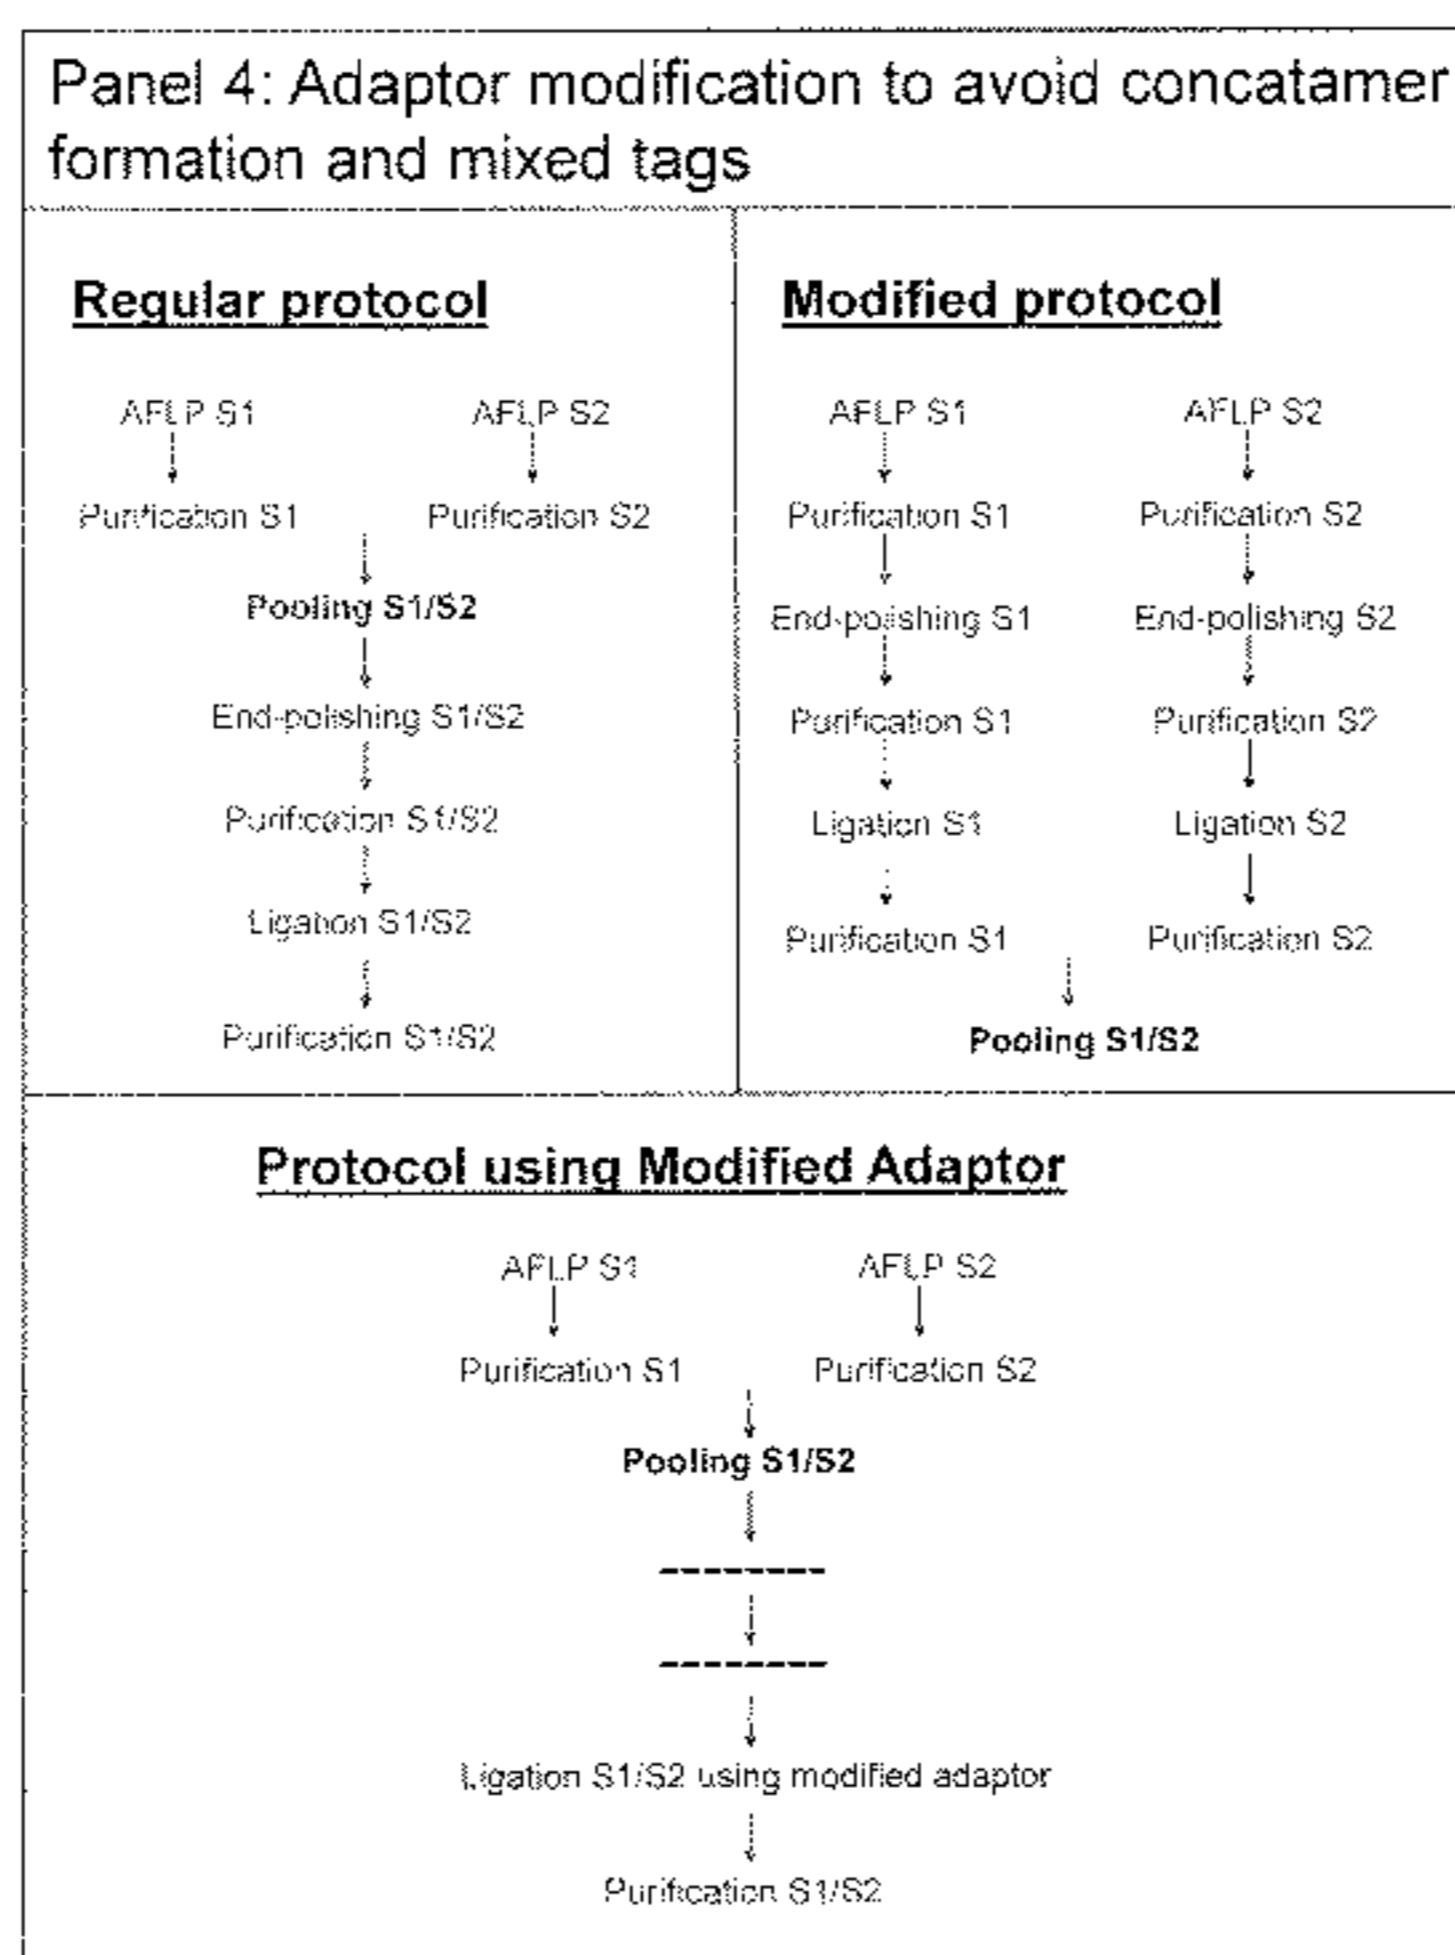 Panel 4: Adaptor modification to avoid concatamer
formation and mixed tags
Regular protocol
AFLP S1 AFLP S2
Purification S1 Purification S2
Pooling S1/S2
End-polishing S1/S2
Purification S1/S2
Ligation S1/S2
Purification S1/S2
Modified protocol
AFLP S1 AFLP S2
Purification S1 Purification S2
End-polishing S1 End-polishing S2
Purification S1 Purification S2
Ligation S1 Ligation S2
Purification S1 Purification S2
Pooling S1/S2
Protocol using Modified Adaptor
AFLP S1 AFLP S2
Purification S1 Purification S2
Pooling S1/S2
--------
--------
Ligation S1/S2 using modified adaptor
Purification S1/S2